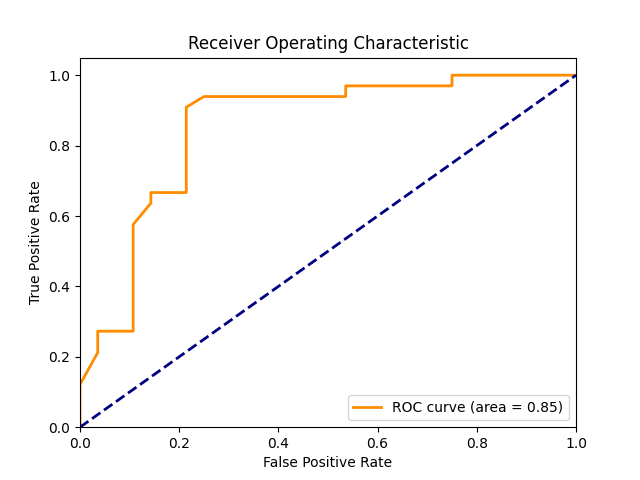 Receiver Operating Characteristic
True Positive Rate
1.0
0.8
0.6
0.4
0.2
0.0
ROC curve (area = 0.85)
0.0 0.2 0.4 0.6 0.8 1.0
False Positive Rate